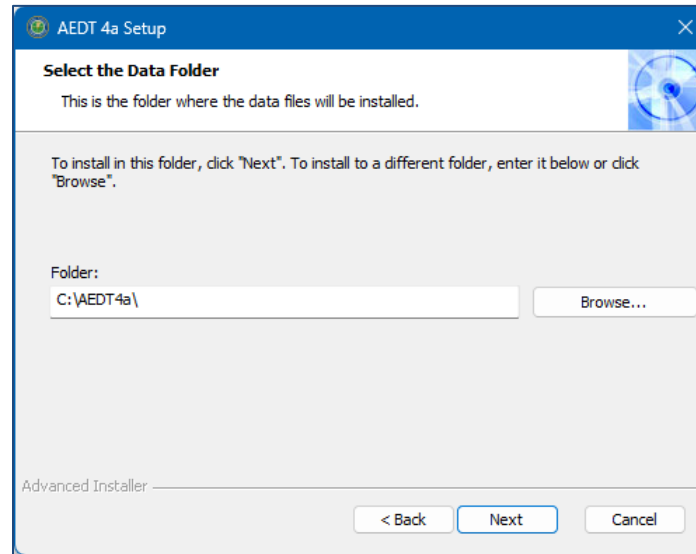 AEDT 4a Setup
Select the Data Folder
This is the folder where the data files will be installed.
To install in this folder, click "Next". To install to a different folder, enter it below or click
"Browse".
Folder:
C:\AEDT4a\
Browse...
Advanced Installer
< Back
Next
Cancel